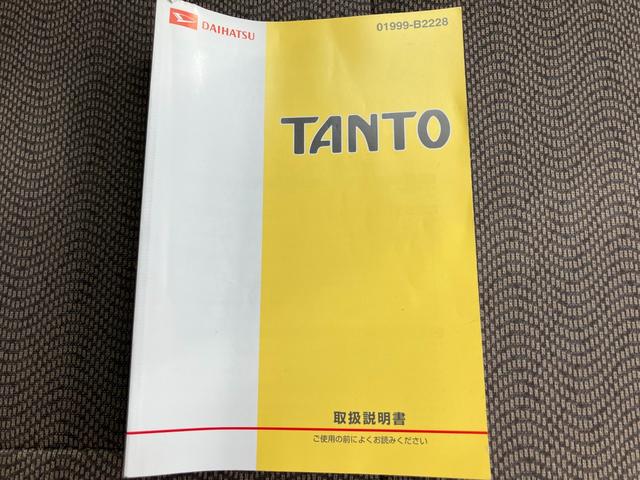 DAIHATSU
01999-B2228
TANTO
取扱説明書
ご使用の前によくお読みください